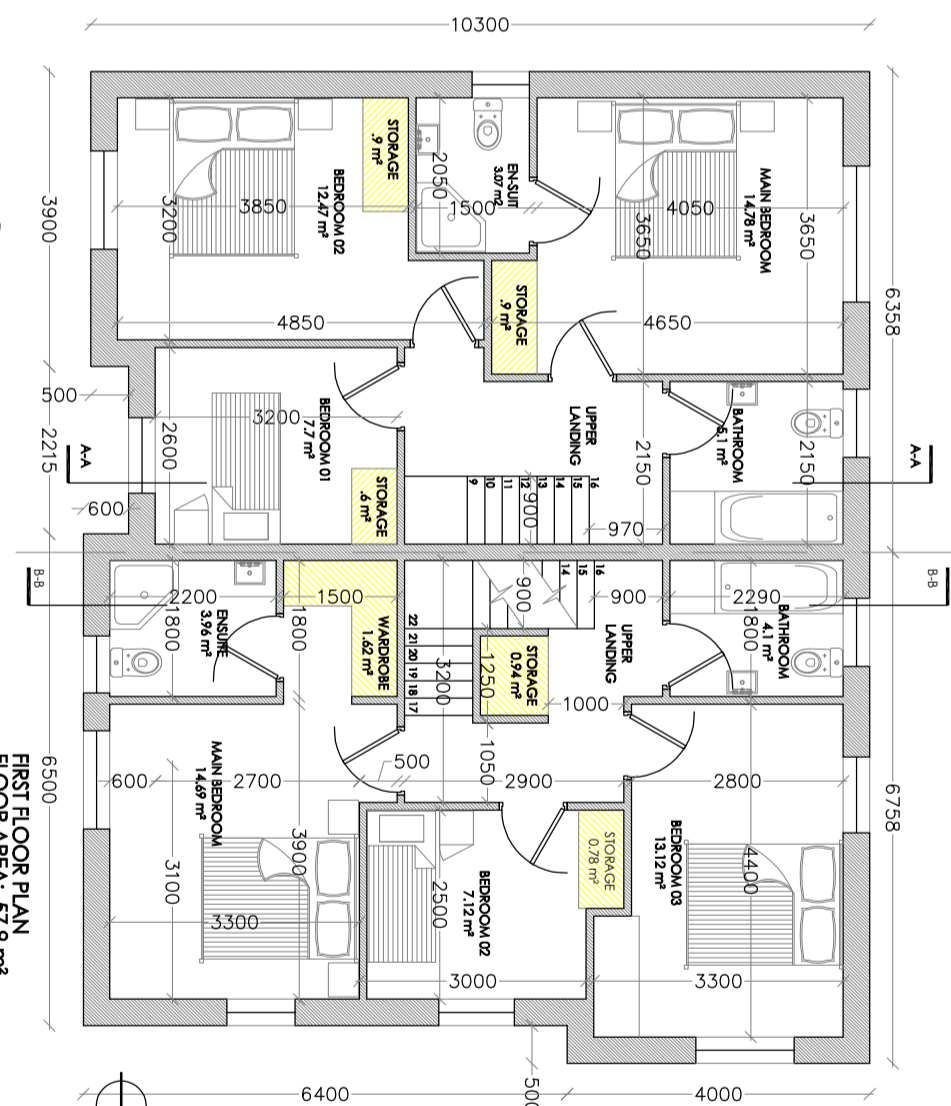 10300
3900
500
2215
600
6500
6358
6758
6400
500
4000
STORAGE
.9 m²
BEDROOM 02
12.47 m²
3200
3850
4850
EN-SUIT
3.07 m²
2050
1500
MAIN BEDROOM
14.78 m²
4050
3650
3650
4650
STORAGE
.9 m²
BEDROOM 01
7.7 m²
3200
2600
STORAGE
.6 m²
UPPER
LANDING
2150
BATHROOM
5.1 m²
2150
9
10
11
12
13
14
15
16
900
970
A-A
A-A
B-B
B-B
2200
1800
ENSUITE
3.96 m²
1800
1500
WARDROBE
1.62 m²
22
21
20
19
18
17
3200
900
14
15
16
900
UPPER
LANDING
STORAGE
0.94 m²
1250
1000
2290
1800
BATHROOM
4.1 m²
MAIN BEDROOM
14.69 m²
600
2700
500
3900
3100
3300
1050
2900
2800
BEDROOM 02
7.12 m²
2500
3000
STORAGE
0.78 m²
BEDROOM 03
13.12 m²
4400
3300
FIRST FLOOR PLAN
FLOOR AREA: 57.9 m²